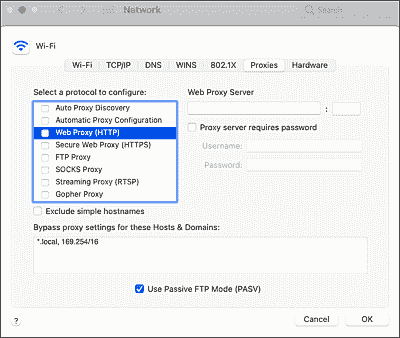 Network
Search
Wi-Fi
Wi-Fi TCP/IP DNS WINS 802.1X Proxies Hardware
Select a protocol to configure:
Auto Proxy Discovery
Automatic Proxy Configuration
Web Proxy (HTTP)
Secure Web Proxy (HTTPS)
FTP Proxy
SOCKS Proxy
Streaming Proxy (RTSP)
Gopher Proxy
Exclude simple hostnames
Web Proxy Server
:
Proxy server requires password
Username:
Password:
Bypass proxy settings for these Hosts & Domains:
*.local, 169.254/16
Use Passive FTP Mode (PASV)
? Cancel OK